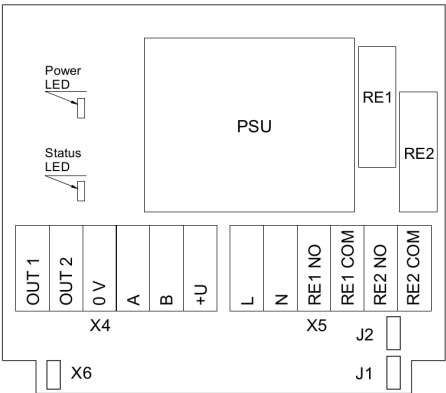 Power
LED
PSU
RE1
RE2
Status
LED
OUT 1
OUT 2
0 V
A
B
+U
L
N
RE1 NO
RE1 COM
RE2 NO
RE2 COM
X4
X5
J2
X6
J1